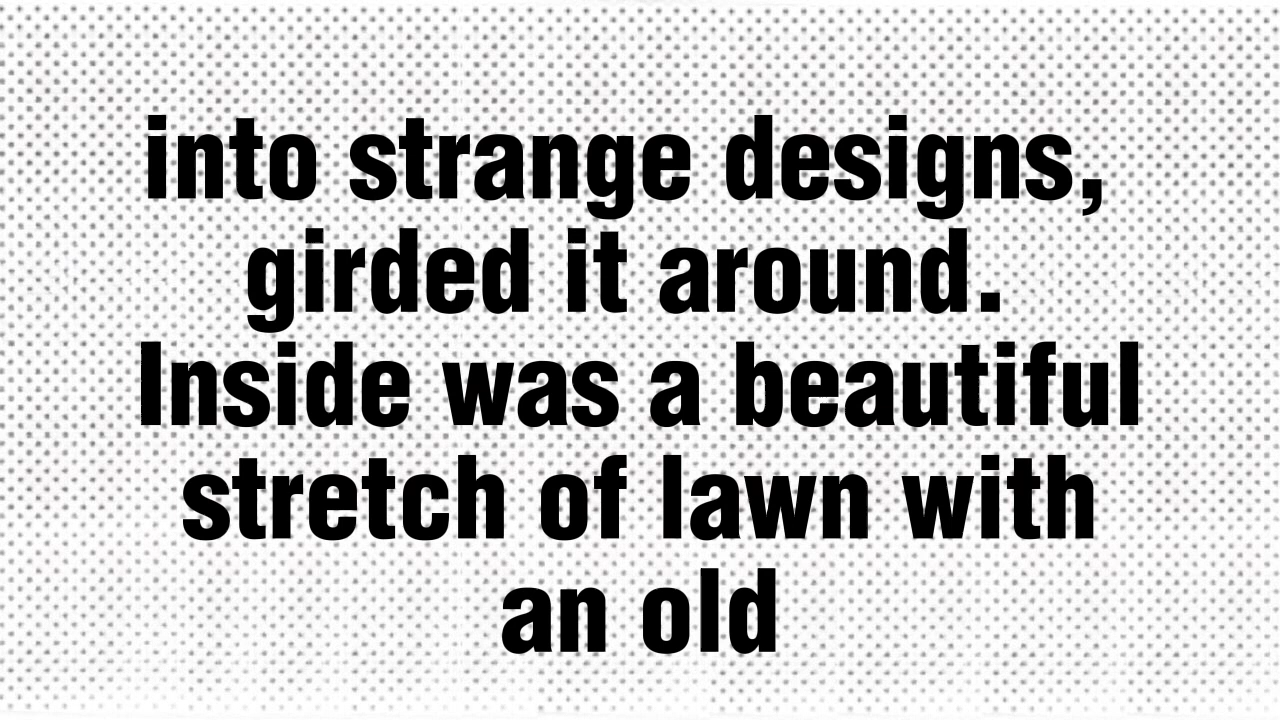 into strange designs,
girded it around.
Inside was a beautiful
stretch of lawn with
an old